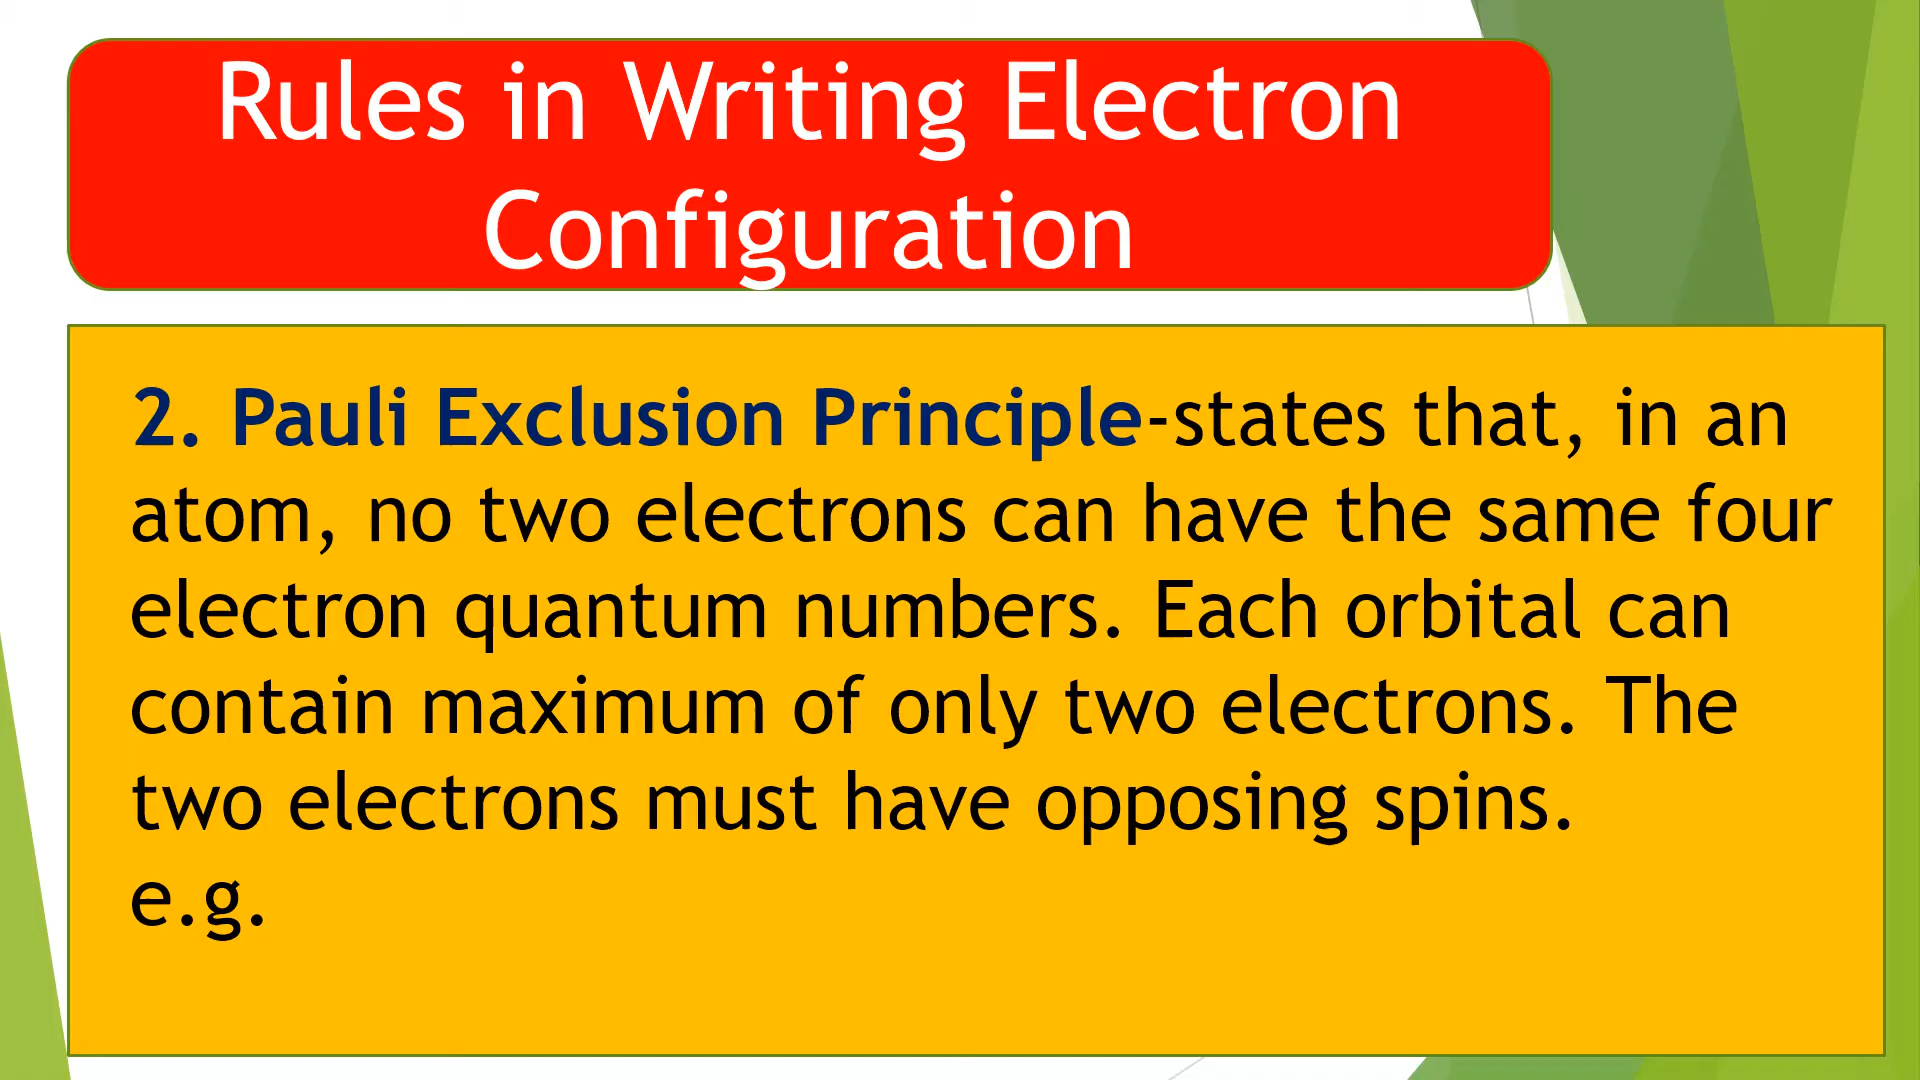 Rules in Writing Electron
Configuration
2. Pauli Exclusion Principle-states that, in an
atom, no two electrons can have the same four
electron quantum numbers. Each orbital can
contain maximum of only two electrons. The
two electrons must have opposing spins.
e.g.